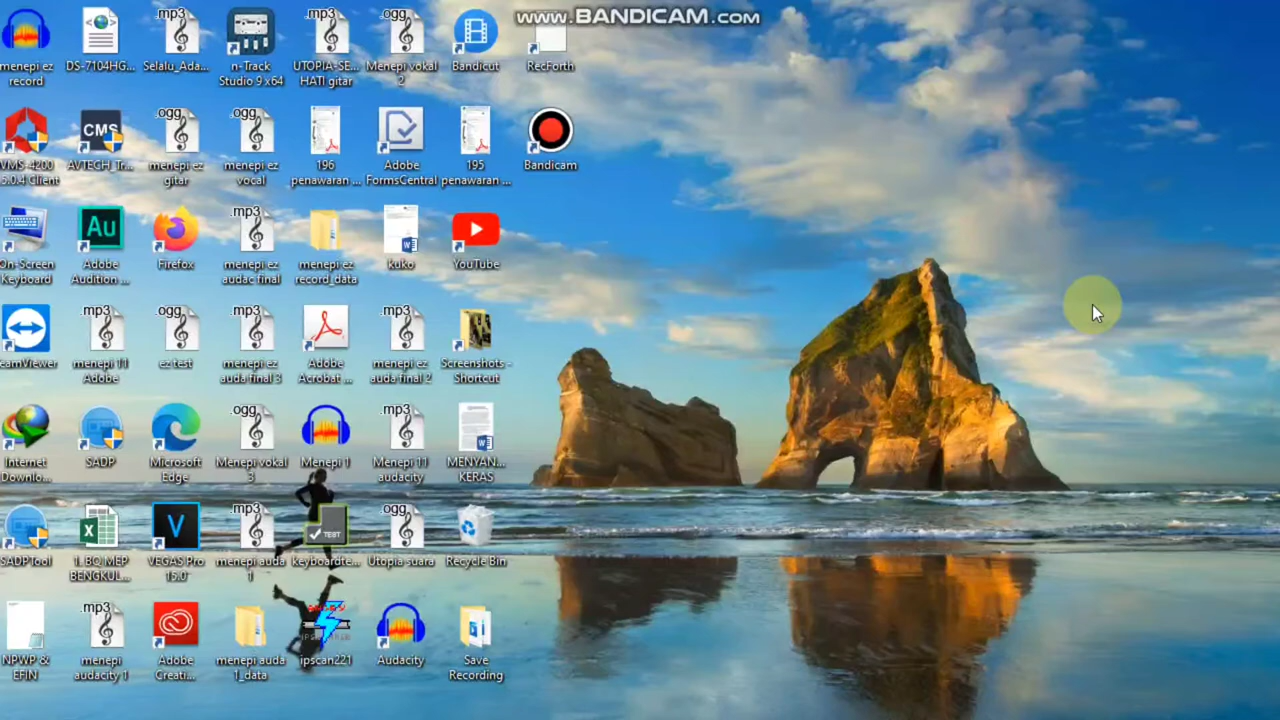 www.BANDICAM.com
menepi ez
record
DS-7104HG...
.mp3
Selalu_Ada...
n-Track
Studio 9 x64
.mp3
UTOPIA-SE...
HATI gitar
.ogg
Menepi vokal
2
Bandicut
RecForth
VMS-4200
3.0.4 Client
CMS
AVTECH_Tr...
.ogg
menepi ez
gitar
.ogg
menepi ez
vocal
196
penawaran ...
Adobe
FormsCentral
195
penawaran ...
Bandicam
On-Screen
Keyboard
Au
Adobe
Audition ...
Firefox
.mp3
menepi ez
audac final
menepi ez
record_data
kuko
YouTube
eamViewer
.mp3
menepi 11
Adobe
.ogg
ez test
.mp3
menepi ez
auda final 3
Adobe
Acrobat ...
.mp3
menepi ez
auda final 2
Screenshots -
Shortcut
Internet
Downlo...
SADP
Microsoft
Edge
.ogg
Menepi vokal
3
Menepi 1
.mp3
Menepi 11
audacity
MENYAN...
KERAS
SADPTool
1. BQ MEP
BENGKUL...
V
VEGAS Pro
15.0
.mp3
menepi auda
1
TEST
keyboardte...
.ogg
Utopia suara
Recycle Bin
NPWP &
EFIN
.mp3
menepi
audacity 1
Adobe
Creati...
menepi auda
1_data
ipscan221
Audacity
Save
Recording